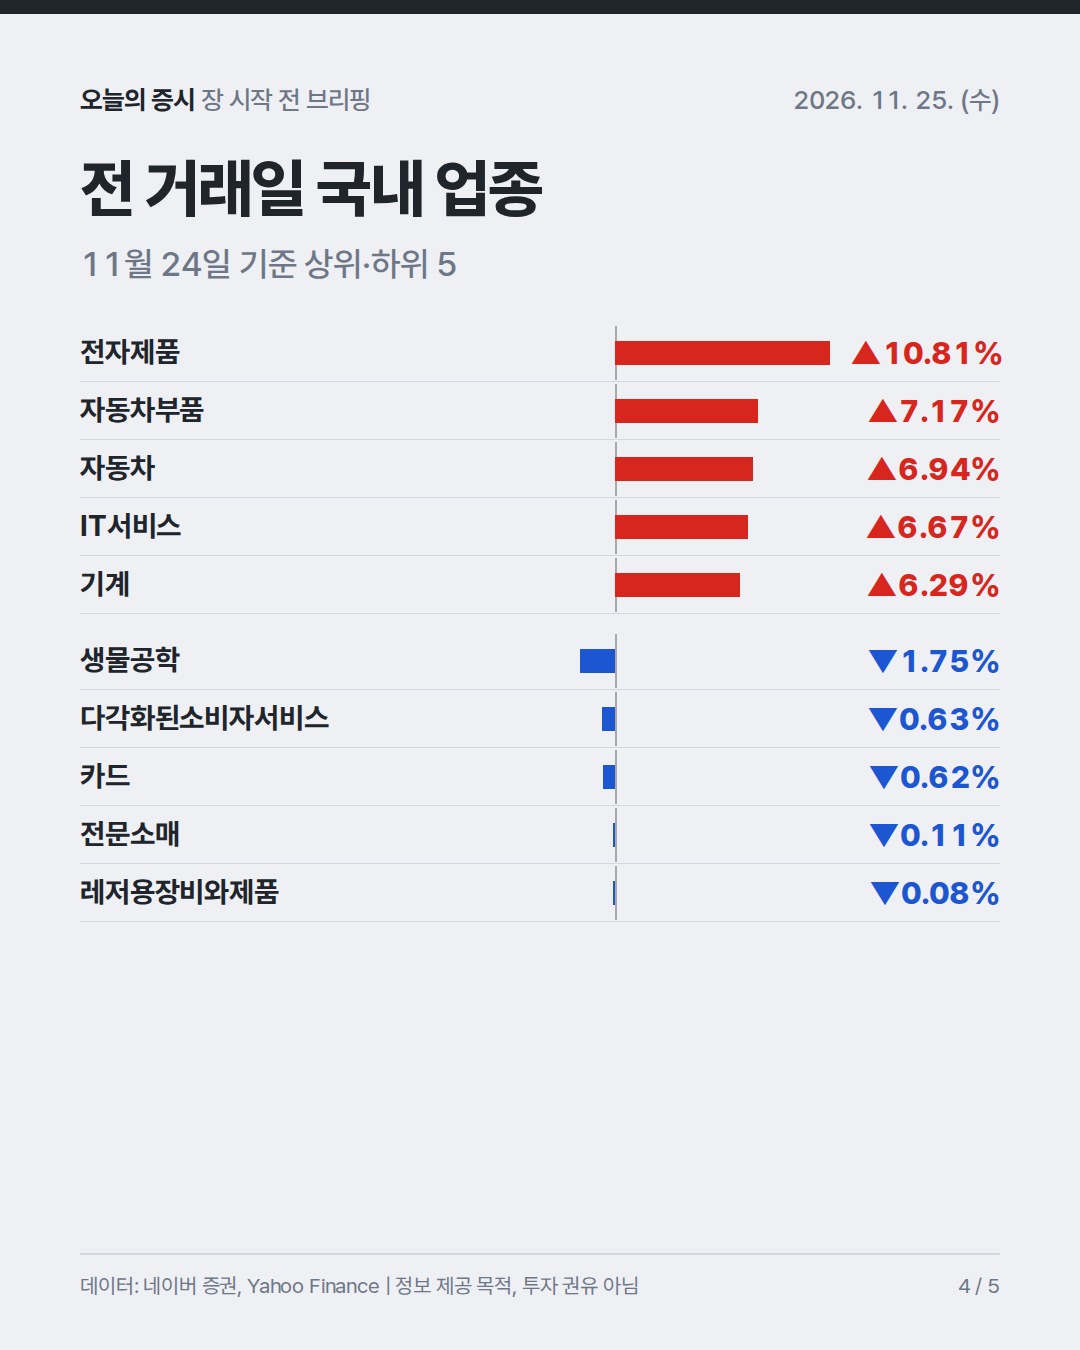 오늘의 증시 장 시작 전 브리핑 2026. 11. 25. (수)
전 거래일 국내 업종
11월 24일 기준 상위·하위 5
전자제품 ▲10.81%
자동차부품 ▲7.17%
자동차 ▲6.94%
IT서비스 ▲6.67%
기계 ▲6.29%
생물공학 ▼1.75%
다각화된소비자서비스 ▼0.63%
카드 ▼0.62%
전문소매 ▼0.11%
레저용장비와제품 ▼0.08%
데이터: 네이버 증권, Yahoo Finance | 정보 제공 목적, 투자 권유 아님 4 / 5